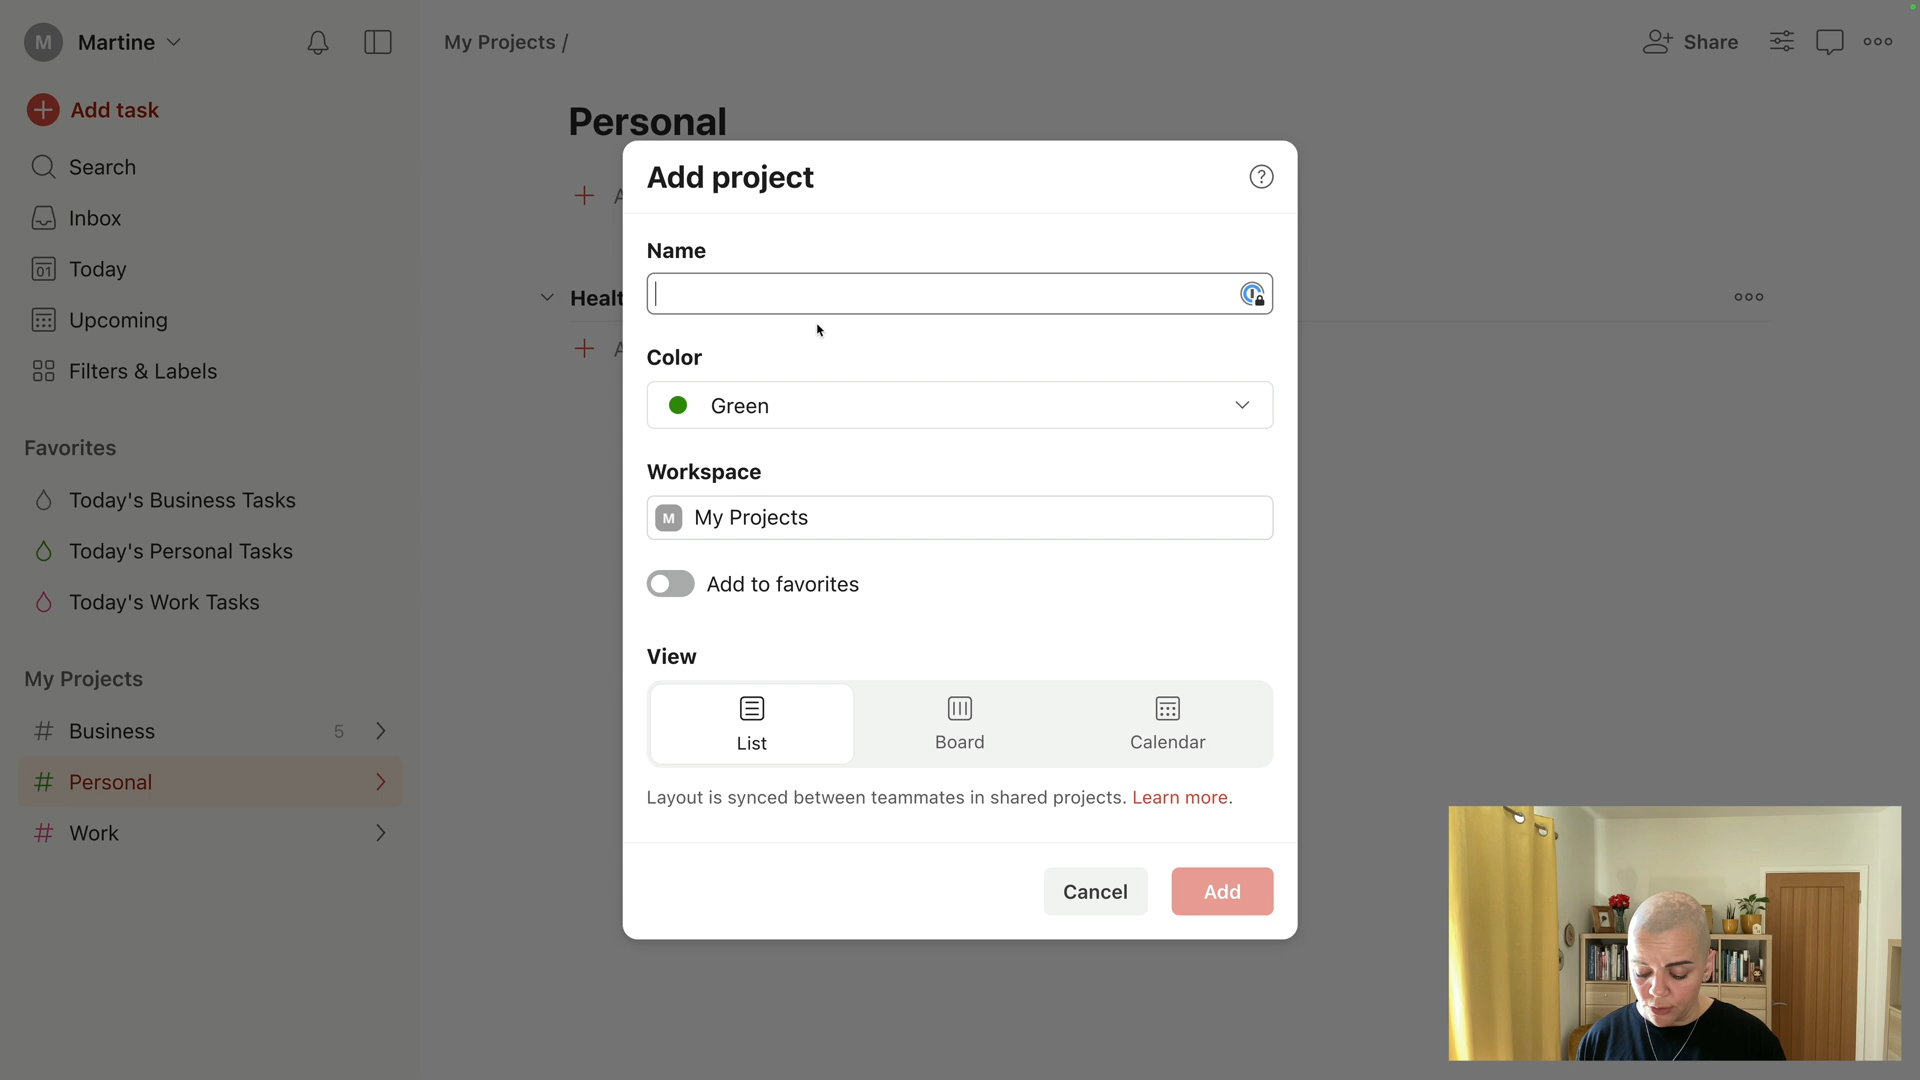 M Martine
My Projects /
Share
Add task
Search
Inbox
01 Today
Upcoming
Filters & Labels
Favorites
Today's Business Tasks
Today's Personal Tasks
Today's Work Tasks
My Projects
# Business 5
# Personal
# Work
Personal
+ A
Healt
+ A
Add project
?
Name
Color
Green
Workspace
M My Projects
Add to favorites
View
List
Board
Calendar
Layout is synced between teammates in shared projects. Learn more.
Cancel
Add